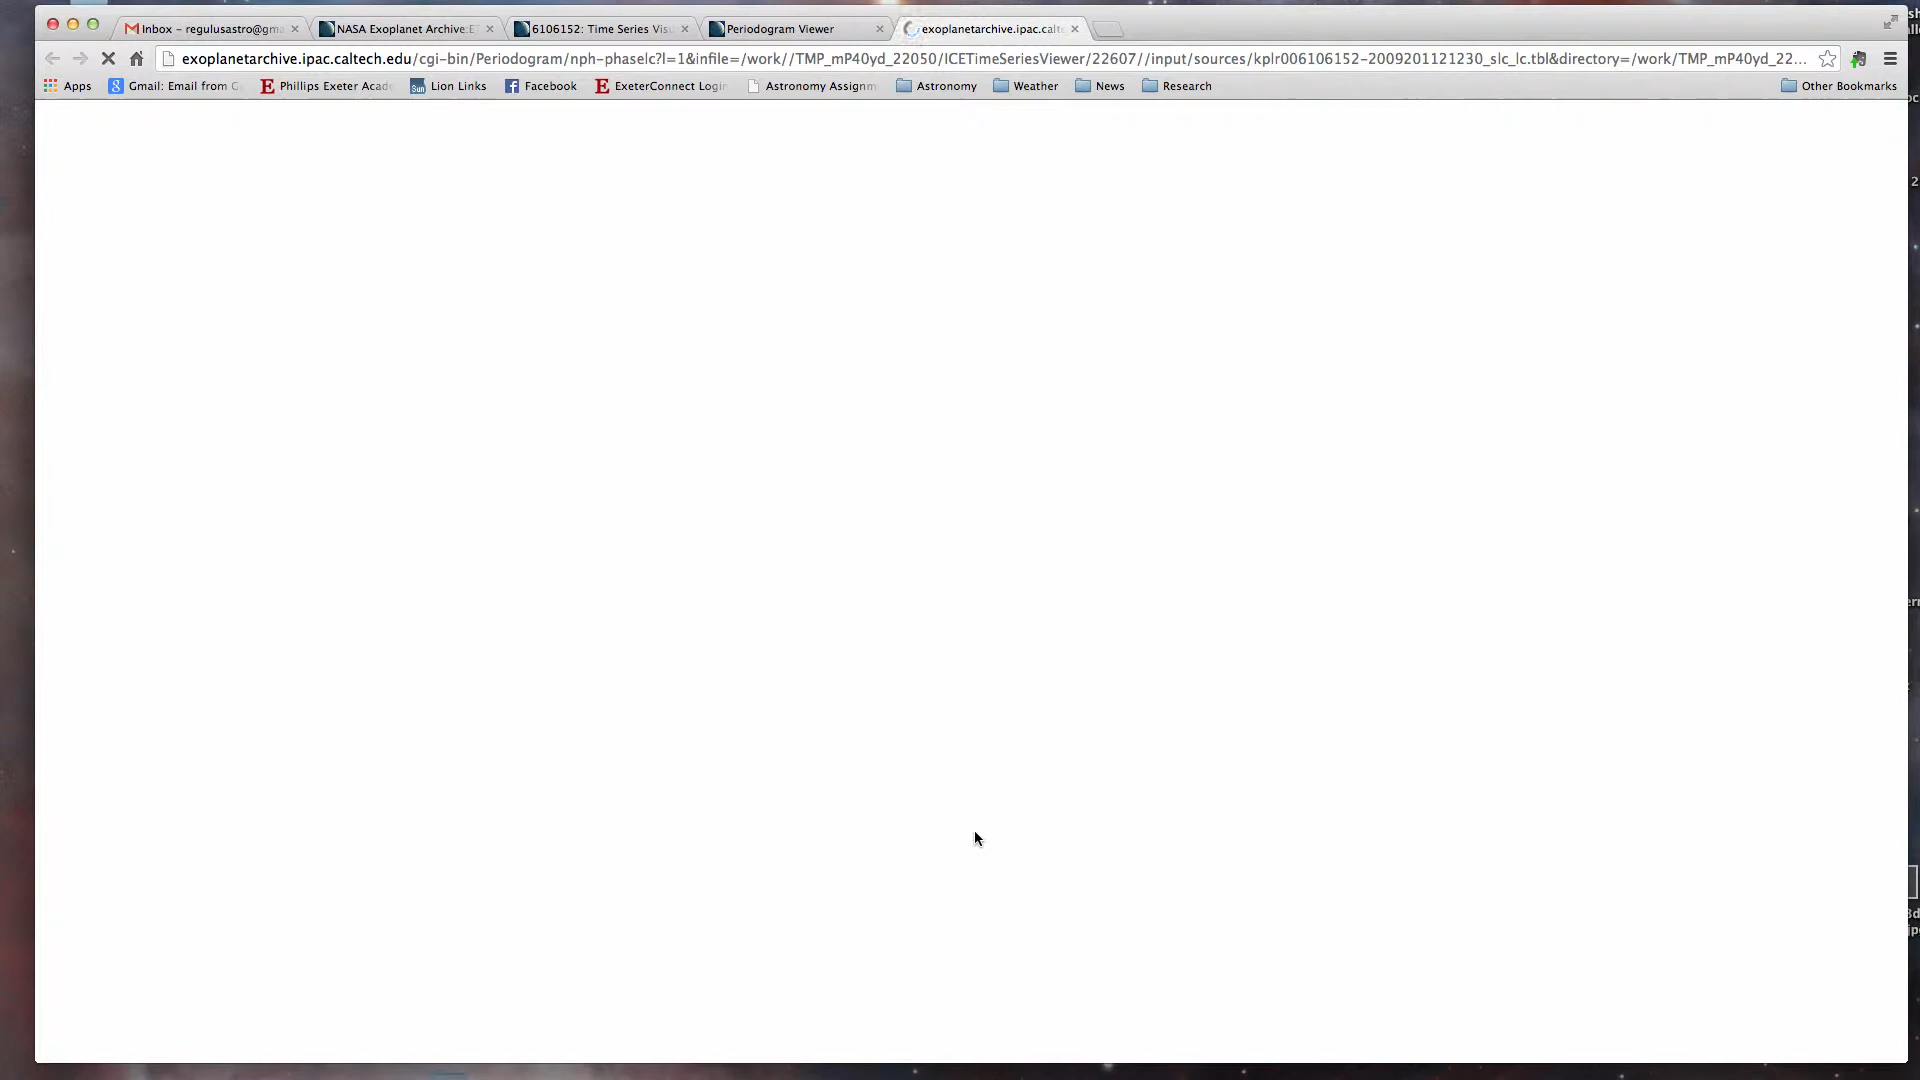 Inbox – regulusastro@gm
NASA Exoplanet Archive:
6106152: Time Series Visu
Periodogram Viewer
exoplanetarchive.ipac.calte
exoplanetarchive.ipac.caltech.edu/cgi-bin/Periodogram/nph-phaselc?l=1&infile=/work//TMP_mP40yd_22050/ICETimeSeriesViewer/22607//input/sources/kplr006106152-2009201121230_slc_lc.tbl&directory=/work/TMP_mP40yd_22...
Apps
Gmail: Email from G
Phillips Exeter Acad
Lion Links
Facebook
ExeterConnect Login
Astronomy Assignm
Astronomy
Weather
News
Research
Other Bookmarks